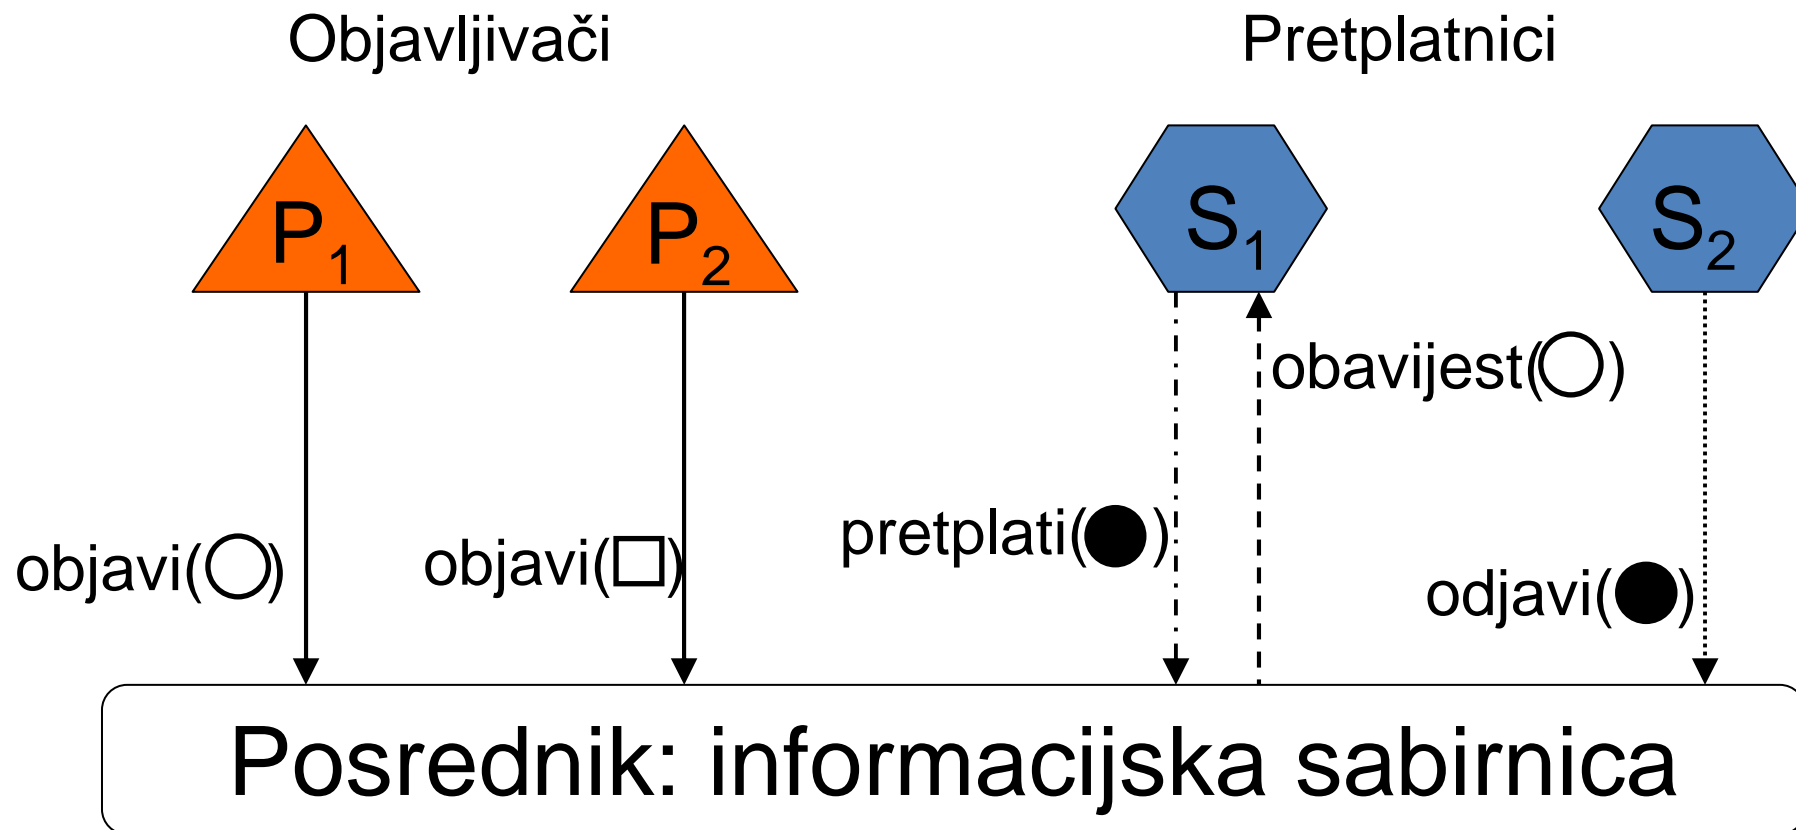 Objavljivači
Pretplatnici
P1
P2
S1
S2
obavijest(○)
pretplati(●)
objavi(○)
objavi(□)
odjavi(●)
Posrednik: informacijska sabirnica